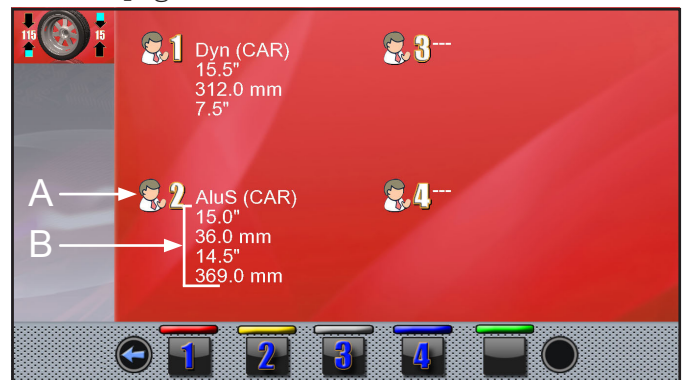 115 15
1 Dyn (CAR)
15.5"
312.0 mm
7.5"
3 ---
A
2 AluS (CAR)
15.0"
B
36.0 mm
14.5"
369.0 mm
4 ---
1 2 3 4